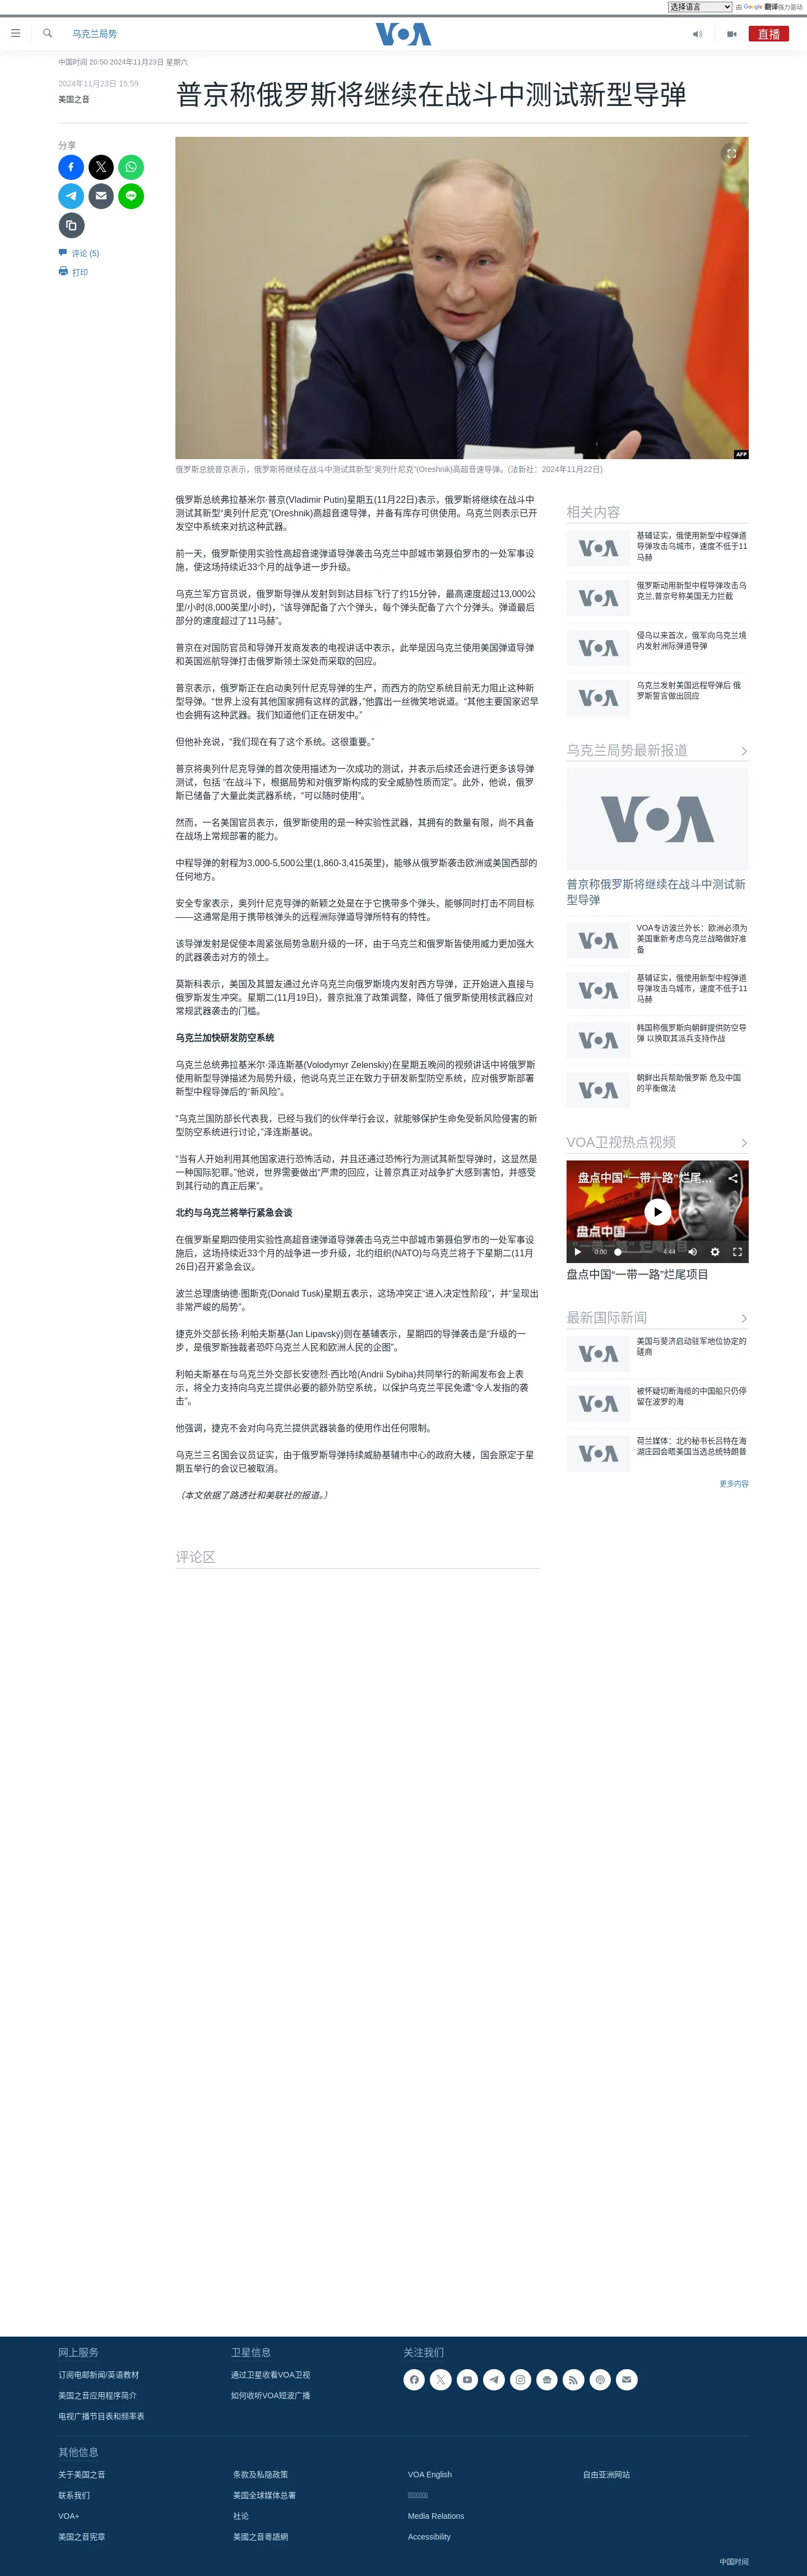 选择语言 由 Google 翻译强力驱动
乌克兰局势
VOA
直播
中国时间 20:50 2024年11月23日 星期六
2024年11月23日 15:59
美国之音
普京称俄罗斯将继续在战斗中测试新型导弹
分享
评论 (5)
打印
AFP
俄罗斯总统普京表示，俄罗斯将继续在战斗中测试其新型“奥列什尼克”(Oreshnik)高超音速导弹。(法新社：2024年11月22日)
俄罗斯总统弗拉基米尔·普京(Vladimir Putin)星期五(11月22日)表示，俄罗斯将继续在战斗中
测试其新型“奥列什尼克”(Oreshnik)高超音速导弹，并备有库存可供使用。乌克兰则表示已开
发空中系统来对抗这种武器。
前一天，俄罗斯使用实验性高超音速弹道导弹袭击乌克兰中部城市第聂伯罗市的一处军事设
施，使这场持续近33个月的战争进一步升级。
乌克兰军方官员说，俄罗斯导弹从发射到到达目标飞行了约15分钟，最高速度超过13,000公
里/小时(8,000英里/小时)，“该导弹配备了六个弹头，每个弹头配备了六个分弹头。弹道最后
部分的速度超过了11马赫”。
普京在对国防官员和导弹开发商发表的电视讲话中表示，此举是因乌克兰使用美国弹道导弹
和英国巡航导弹打击俄罗斯领土深处而采取的回应。
普京表示，俄罗斯正在启动奥列什尼克导弹的生产，而西方的防空系统目前无力阻止这种新
型导弹。“世界上没有其他国家拥有这样的武器，”他露出一丝微笑地说道。“其他主要国家迟早
也会拥有这种武器。我们知道他们正在研发中。”
但他补充说，“我们现在有了这个系统。这很重要。”
普京将奥列什尼克导弹的首次使用描述为一次成功的测试，并表示后续还会进行更多该导弹
测试，包括 “在战斗下，根据局势和对俄罗斯构成的安全威胁性质而定”。此外，他说，俄罗
斯已储备了大量此类武器系统，“可以随时使用”。
然而，一名美国官员表示，俄罗斯使用的是一种实验性武器，其拥有的数量有限，尚不具备
在战场上常规部署的能力。
中程导弹的射程为3,000-5,500公里(1,860-3,415英里)，能够从俄罗斯袭击欧洲或美国西部的
任何地方。
安全专家表示，奥列什尼克导弹的新颖之处是在于它携带多个弹头，能够同时打击不同目标
——这通常是用于携带核弹头的远程洲际弹道导弹所特有的特性。
该导弹发射是促使本周紧张局势急剧升级的一环，由于乌克兰和俄罗斯皆使用威力更加强大
的武器袭击对方的领土。
莫斯科表示，美国及其盟友通过允许乌克兰向俄罗斯境内发射西方导弹，正开始进入直接与
俄罗斯发生冲突。星期二(11月19日)，普京批准了政策调整，降低了俄罗斯使用核武器应对
常规武器袭击的门槛。
乌克兰加快研发防空系统
乌克兰总统弗拉基米尔·泽连斯基(Volodymyr Zelenskiy)在星期五晚间的视频讲话中将俄罗斯
使用新型导弹描述为局势升级，他说乌克兰正在致力于研发新型防空系统，应对俄罗斯部署
新型中程导弹后的“新风险”。
“乌克兰国防部长代表我，已经与我们的伙伴举行会议，就能够保护生命免受新风险侵害的新
型防空系统进行讨论，”泽连斯基说。
“当有人开始利用其他国家进行恐怖活动，并且还通过恐怖行为测试其新型导弹时，这显然是
一种国际犯罪。”他说，世界需要做出“严肃的回应，让普京真正对战争扩大感到害怕，并感受
到其行动的真正后果”。
北约与乌克兰将举行紧急会谈
在俄罗斯星期四使用实验性高超音速弹道导弹袭击乌克兰中部城市第聂伯罗市的一处军事设
施后，这场持续近33个月的战争进一步升级，北约组织(NATO)与乌克兰将于下星期二(11月
26日)召开紧急会议。
波兰总理唐纳德·图斯克(Donald Tusk)星期五表示，这场冲突正“进入决定性阶段”，并“呈现出
非常严峻的局势”。
捷克外交部长扬·利帕夫斯基(Jan Lipavský)则在基辅表示，星期四的导弹袭击是“升级的一
步，是俄罗斯独裁者恐吓乌克兰人民和欧洲人民的企图”。
利帕夫斯基在与乌克兰外交部长安德烈·西比哈(Andrii Sybiha)共同举行的新闻发布会上表
示，将全力支持向乌克兰提供必要的额外防空系统，以保护乌克兰平民免遭“令人发指的袭
击”。
他强调，捷克不会对向乌克兰提供武器装备的使用作出任何限制。
乌克兰三名国会议员证实，由于俄罗斯导弹持续威胁基辅市中心的政府大楼，国会原定于星
期五举行的会议已被取消。
（本文依据了路透社和美联社的报道。）
评论区
相关内容
VOA
基辅证实，俄使用新型中程弹道
导弹攻击乌城市，速度不低于11
马赫
VOA
俄罗斯动用新型中程导弹攻击乌
克兰,普京号称美国无力拦截
VOA
侵乌以来首次，俄军向乌克兰境
内发射洲际弹道导弹
VOA
乌克兰发射美国远程导弹后 俄
罗斯誓言做出回应
乌克兰局势最新报道
VOA
普京称俄罗斯将继续在战斗中测试新
型导弹
VOA
VOA专访波兰外长：欧洲必须为
美国重新考虑乌克兰战略做好准
备
VOA
基辅证实，俄使用新型中程弹道
导弹攻击乌城市，速度不低于11
马赫
VOA
韩国称俄罗斯向朝鲜提供防空导
弹 以换取其派兵支持作战
VOA
朝鲜出兵帮助俄罗斯 危及中国
的平衡做法
VOA卫视热点视频
盘点中国“一带一路”烂尾...
盘点中国
“一带一路”烂尾项目
0:00 4:44
盘点中国“一带一路”烂尾项目
最新国际新闻
VOA
美国与斐济启动驻军地位协定的
磋商
VOA
被怀疑切断海缆的中国船只仍停
留在波罗的海
VOA
荷兰媒体：北约秘书长吕特在海
湖庄园会晤美国当选总统特朗普
更多内容
网上服务
订阅电邮新闻/英语教材
美国之音应用程序简介
电视广播节目表和频率表
卫星信息
通过卫星收看VOA卫视
如何收听VOA短波广播
关注我们
其他信息
关于美国之音
联系我们
VOA+
美国之音宪章
条款及私隐政策
美国全球媒体总署
社论
美國之音粵語網
VOA English
Media Relations
Accessibility
自由亚洲网站
中国时间